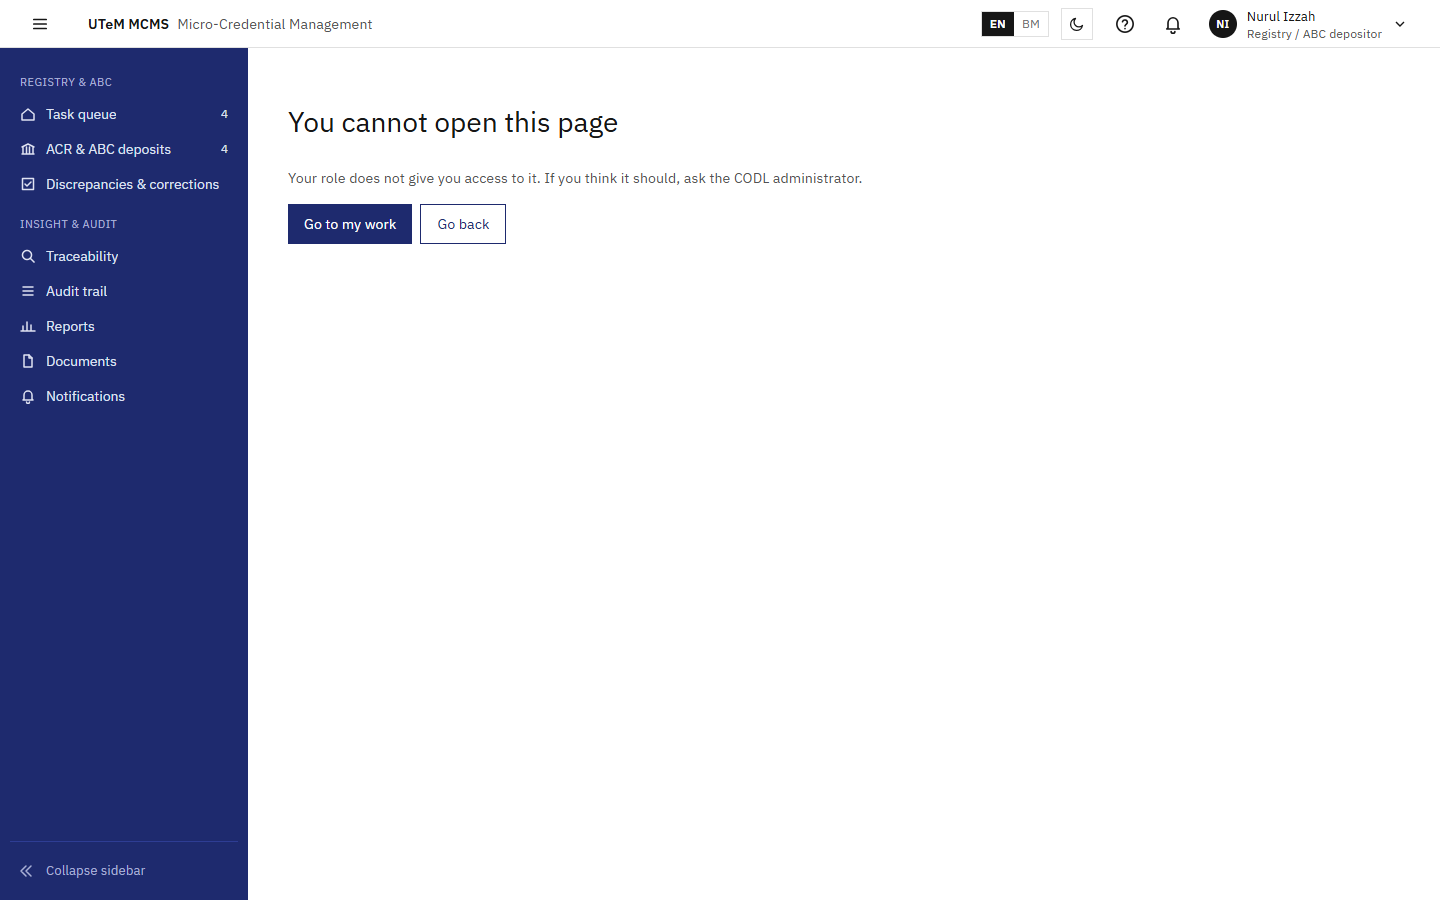 UTeM MCMS Micro-Credential Management
EN BM
NI
Nurul Izzah
Registry / ABC depositor
REGISTRY & ABC
Task queue 4
ACR & ABC deposits 4
Discrepancies & corrections
INSIGHT & AUDIT
Traceability
Audit trail
Reports
Documents
Notifications
Collapse sidebar
You cannot open this page
Your role does not give you access to it. If you think it should, ask the CODL administrator.
Go to my work Go back